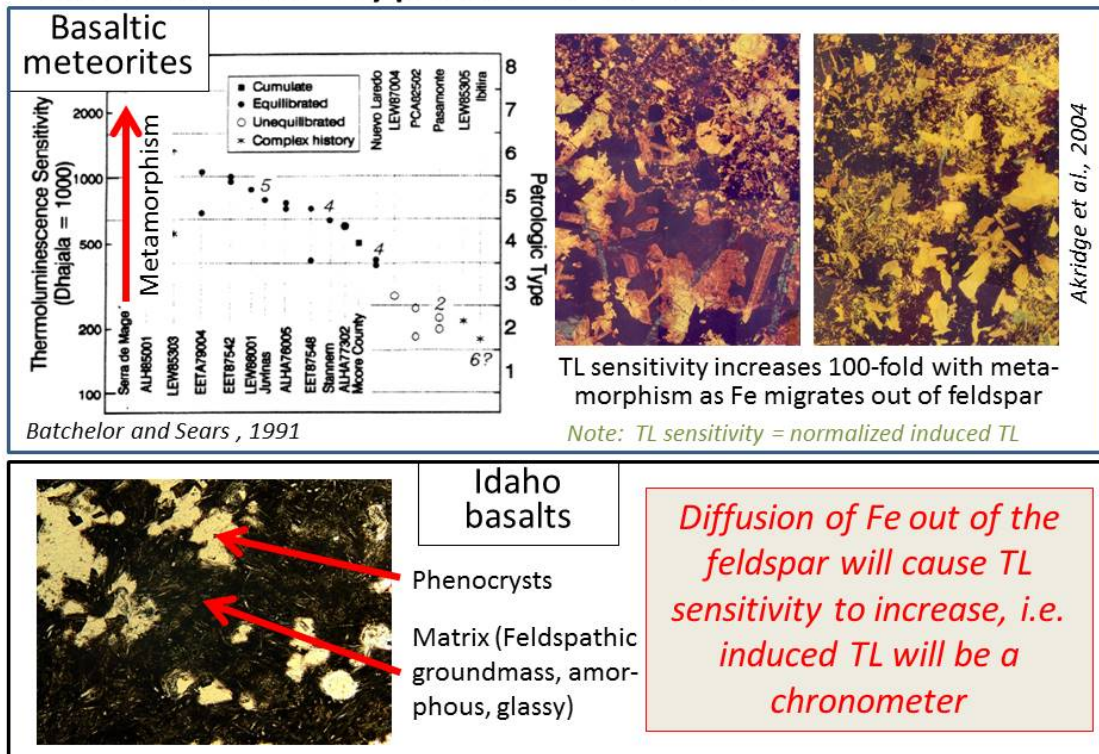 Basaltic
meteorites
Metamorphism
Thermoluminescence Sensitivity
(Dhajala = 1000)
2000
1000
500
200
100
■ Cumulate
● Equilibrated
○ Unequilibrated
* Complex history
Nuevo Laredo
LEW87004
PCA82502
Pasamonte
LEW85305
Ibitira
8
7
6
5
4
3
2
1
Petrologic Type
5
4
4
2
6?
Serra de Mage
ALH85001
LEW85303
EETA79004
EET87542
LEW88001
Juvinas
ALHA76005
EET87548
Stannern
ALHA77302
Moore County
Batchelor and Sears , 1991
Akridge et al., 2004
TL sensitivity increases 100-fold with meta-
morphism as Fe migrates out of feldspar
Note: TL sensitivity = normalized induced TL
Idaho
basalts
Phenocrysts
Matrix (Feldspathic
groundmass, amor-
phous, glassy)
Diffusion of Fe out of the
feldspar will cause TL
sensitivity to increase, i.e.
induced TL will be a
chronometer